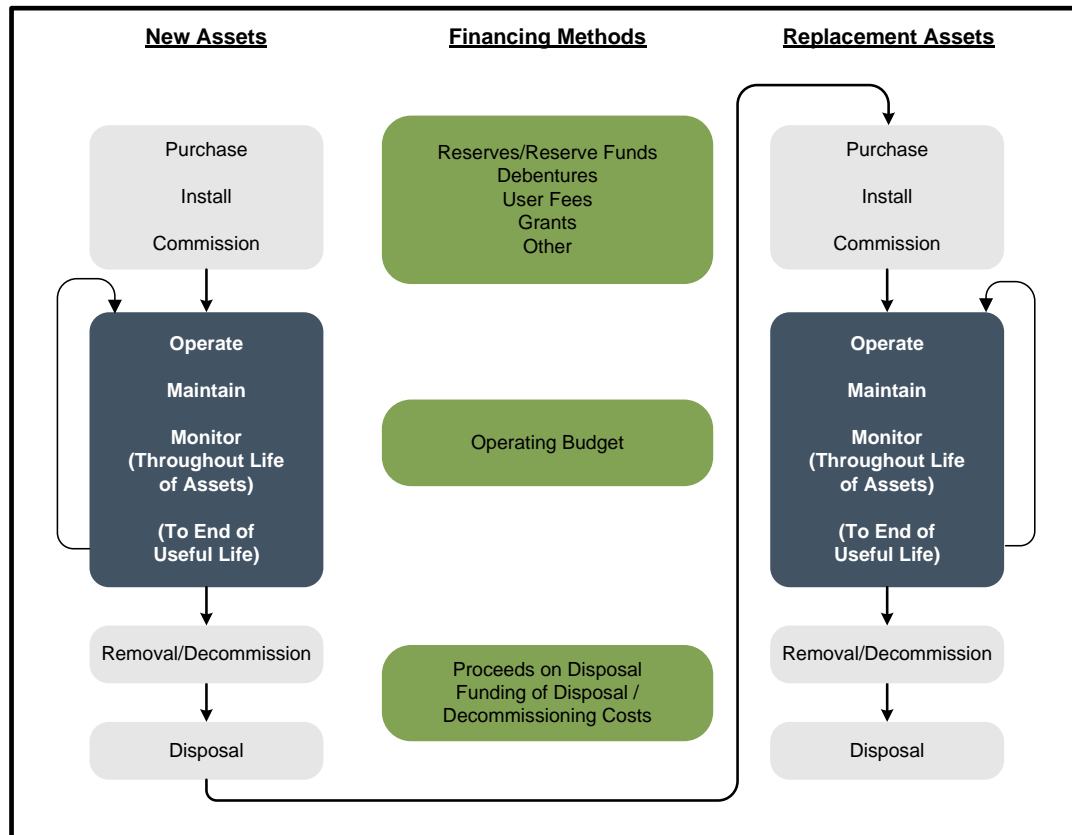 New Assets
Financing Methods
Replacement Assets
Purchase
Install
Commission
Operate
Maintain
Monitor
(Throughout Life
of Assets)
(To End of
Useful Life)
Removal/Decommission
Disposal
Reserves/Reserve Funds
Debentures
User Fees
Grants
Other
Operating Budget
Proceeds on Disposal
Funding of Disposal /
Decommissioning Costs
Purchase
Install
Commission
Operate
Maintain
Monitor
(Throughout Life
of Assets)
(To End of
Useful Life)
Removal/Decommission
Disposal